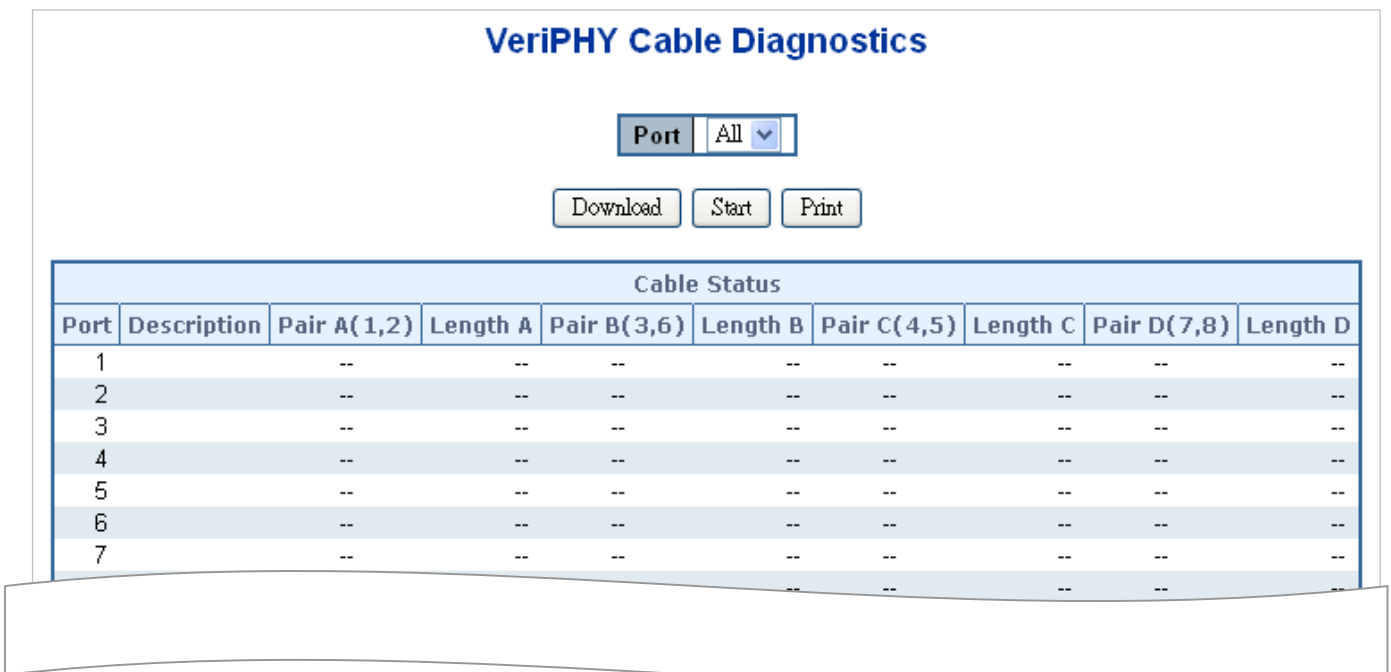 VeriPHY Cable Diagnostics
Port All
Download Start Print
Cable Status
Port Description Pair A(1,2) Length A Pair B(3,6) Length B Pair C(4,5) Length C Pair D(7,8) Length D
1 -- -- -- -- -- -- -- --
2 -- -- -- -- -- -- -- --
3 -- -- -- -- -- -- -- --
4 -- -- -- -- -- -- -- --
5 -- -- -- -- -- -- -- --
6 -- -- -- -- -- -- -- --
7 -- -- -- -- -- -- -- --
-- -- -- -- -- --